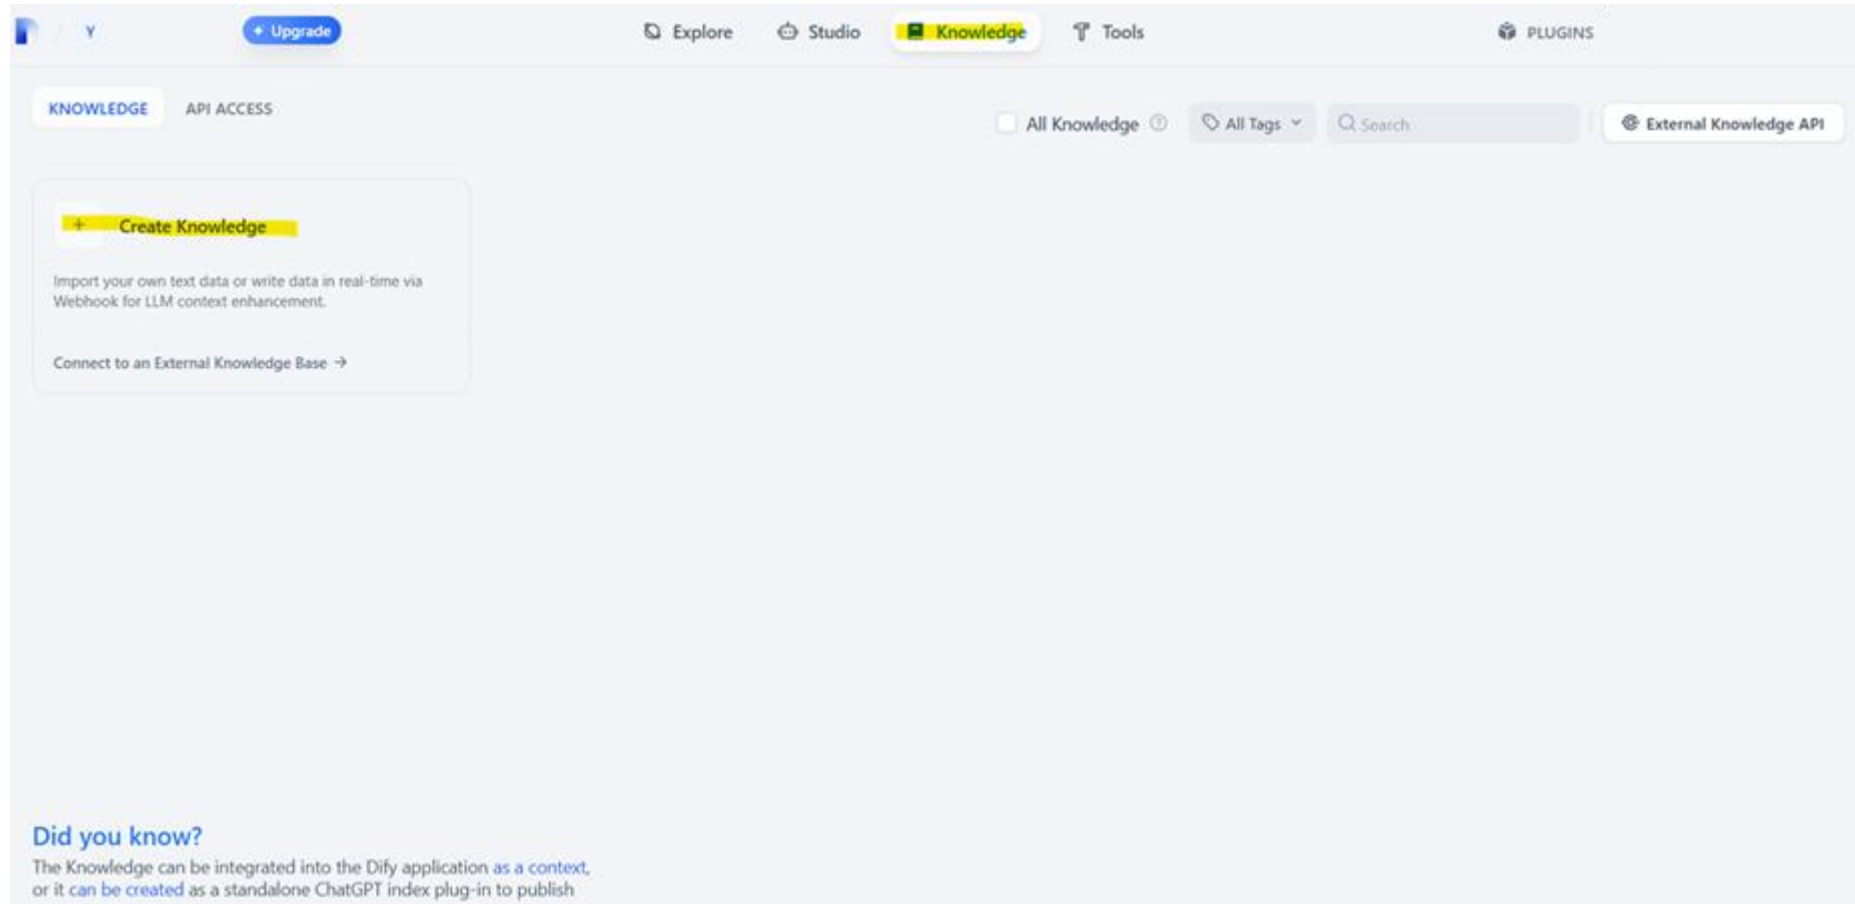 Y
Upgrade
Explore
Studio
Knowledge
Tools
PLUGINS
KNOWLEDGE
API ACCESS
All Knowledge
All Tags
Search
External Knowledge API
+ Create Knowledge
Import your own text data or write data in real-time via
Webhook for LLM context enhancement.
Connect to an External Knowledge Base →
Did you know?
The Knowledge can be integrated into the Dify application as a context,
or it can be created as a standalone ChatGPT index plug-in to publish